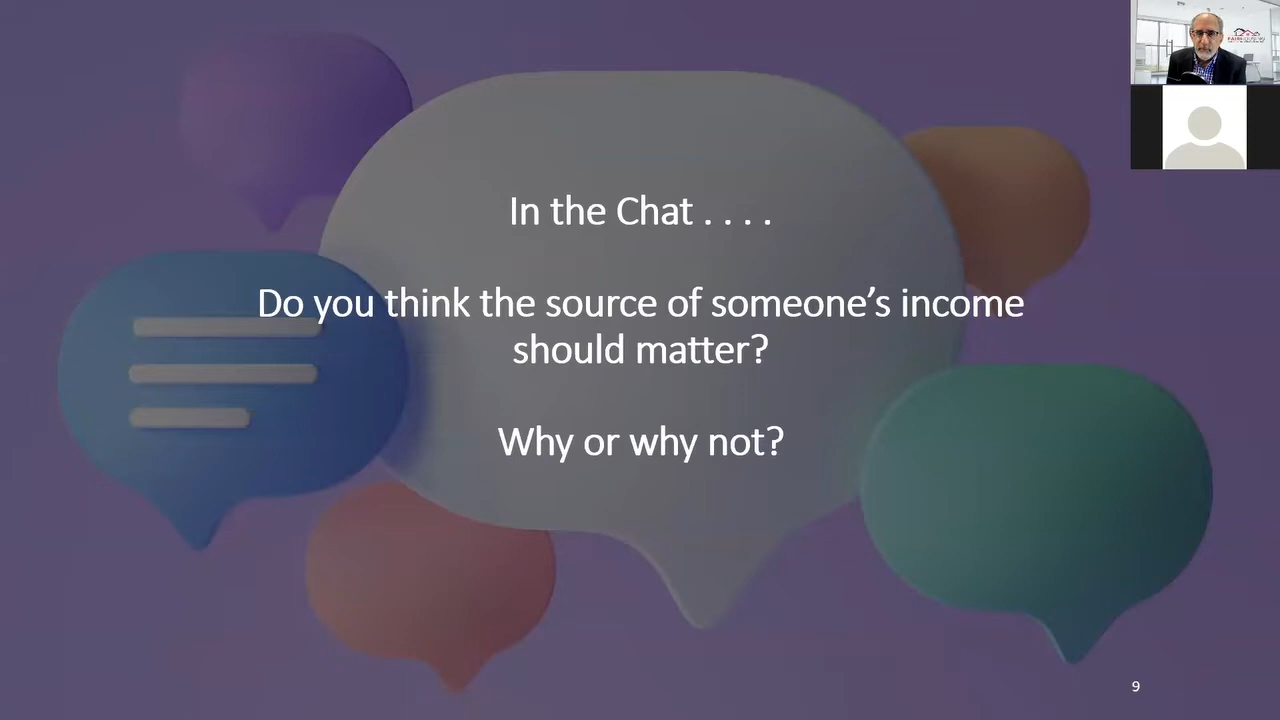 In the Chat . . . .
Do you think the source of someone’s income
should matter?
Why or why not?
9